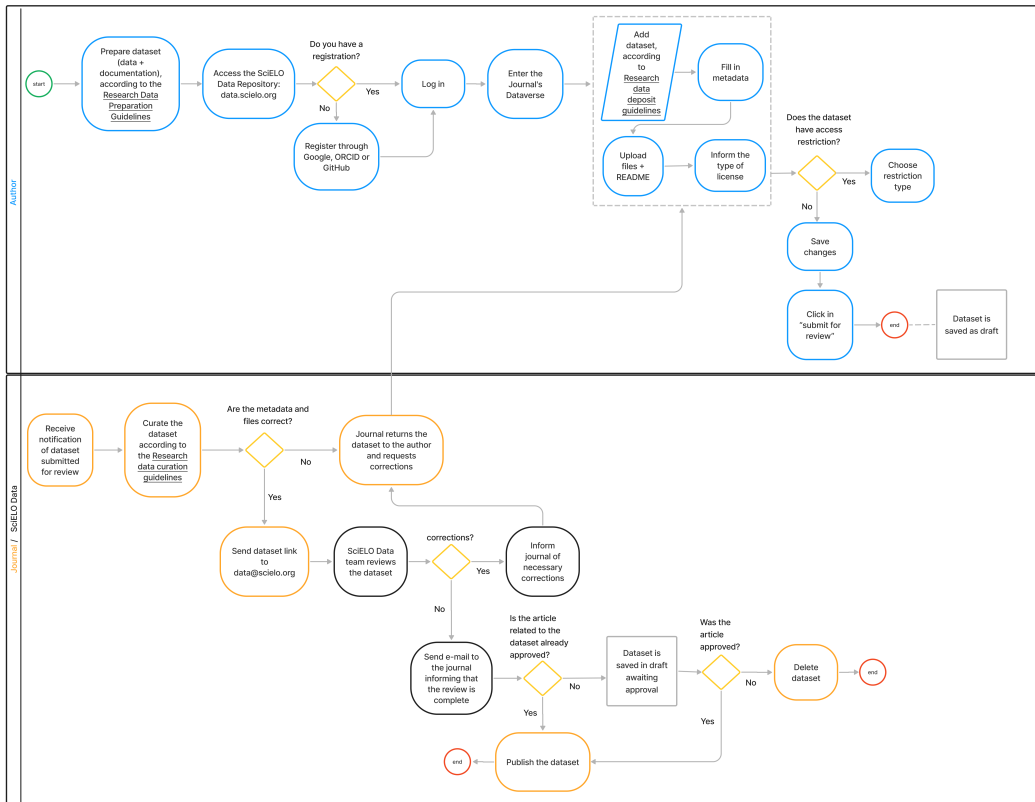 Author
start
Prepare dataset
(data +
documentation),
according to the
Research Data
Preparation
Guidelines
Access the SciELO
Data Repository:
data.scielo.org
Do you have a
registration?
Yes
No
Register through
Google, ORCID or
GitHub
Log in
Enter the
Journal's
Dataverse
Add
dataset,
according
to
Research
data
deposit
guidelines
Fill in
metadata
Upload
files +
README
Inform the
type of
license
Does the dataset
have access
restriction?
Yes
Choose
restriction
type
No
Save
changes
Click in
"submit for
review"
end
Dataset is
saved as draft
Journal / SciELO Data
Receive
notification
of dataset
submitted
for review
Curate the
dataset
according to
the Research
data curation
guidelines
Are the metadata and
files correct?
No
Yes
Journal returns the
dataset to the author
and requests
corrections
Send dataset link
to
data@scielo.org
SciELO Data
team reviews
the dataset
corrections?
Yes
No
Inform
journal of
necessary
corrections
Send e-mail to
the journal
informing that
the review is
complete
Is the article
related to the
dataset already
approved?
No
Yes
Dataset is
saved in draft
awaiting
approval
Was the
article
approved?
No
Yes
Delete
dataset
end
Publish the dataset
end